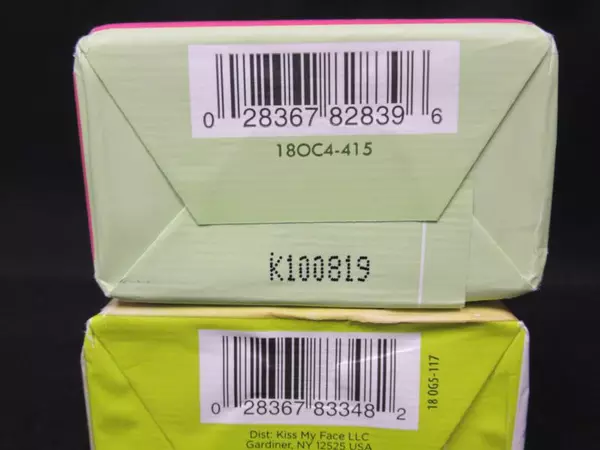 0 28367 82839 6
18OC4-415
K100819
0 28367 83348 2
18 0G5-117
Dist: Kiss My Face LLC
Gardiner, NY 12525 USA